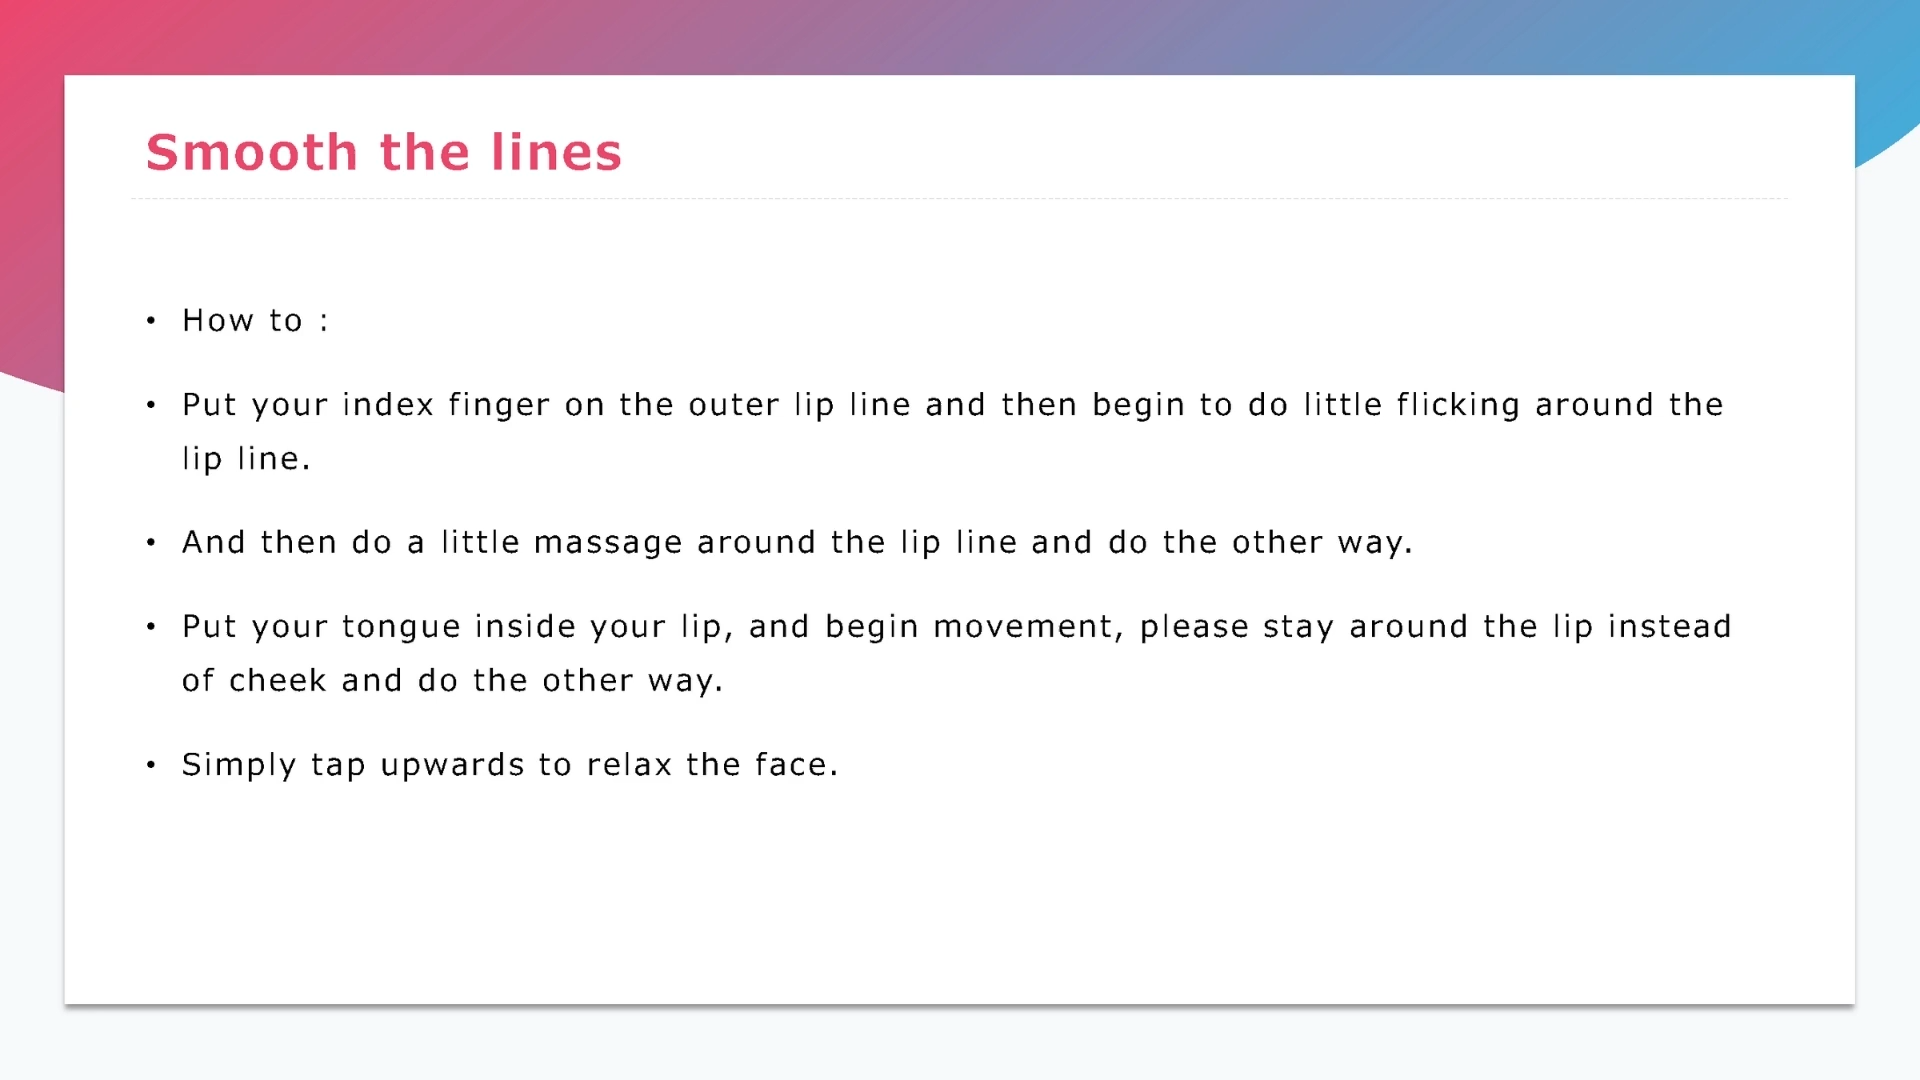 Smooth the lines
• How to :
• Put your index finger on the outer lip line and then begin to do little flicking around the
lip line.
• And then do a little massage around the lip line and do the other way.
• Put your tongue inside your lip, and begin movement, please stay around the lip instead
of cheek and do the other way.
• Simply tap upwards to relax the face.